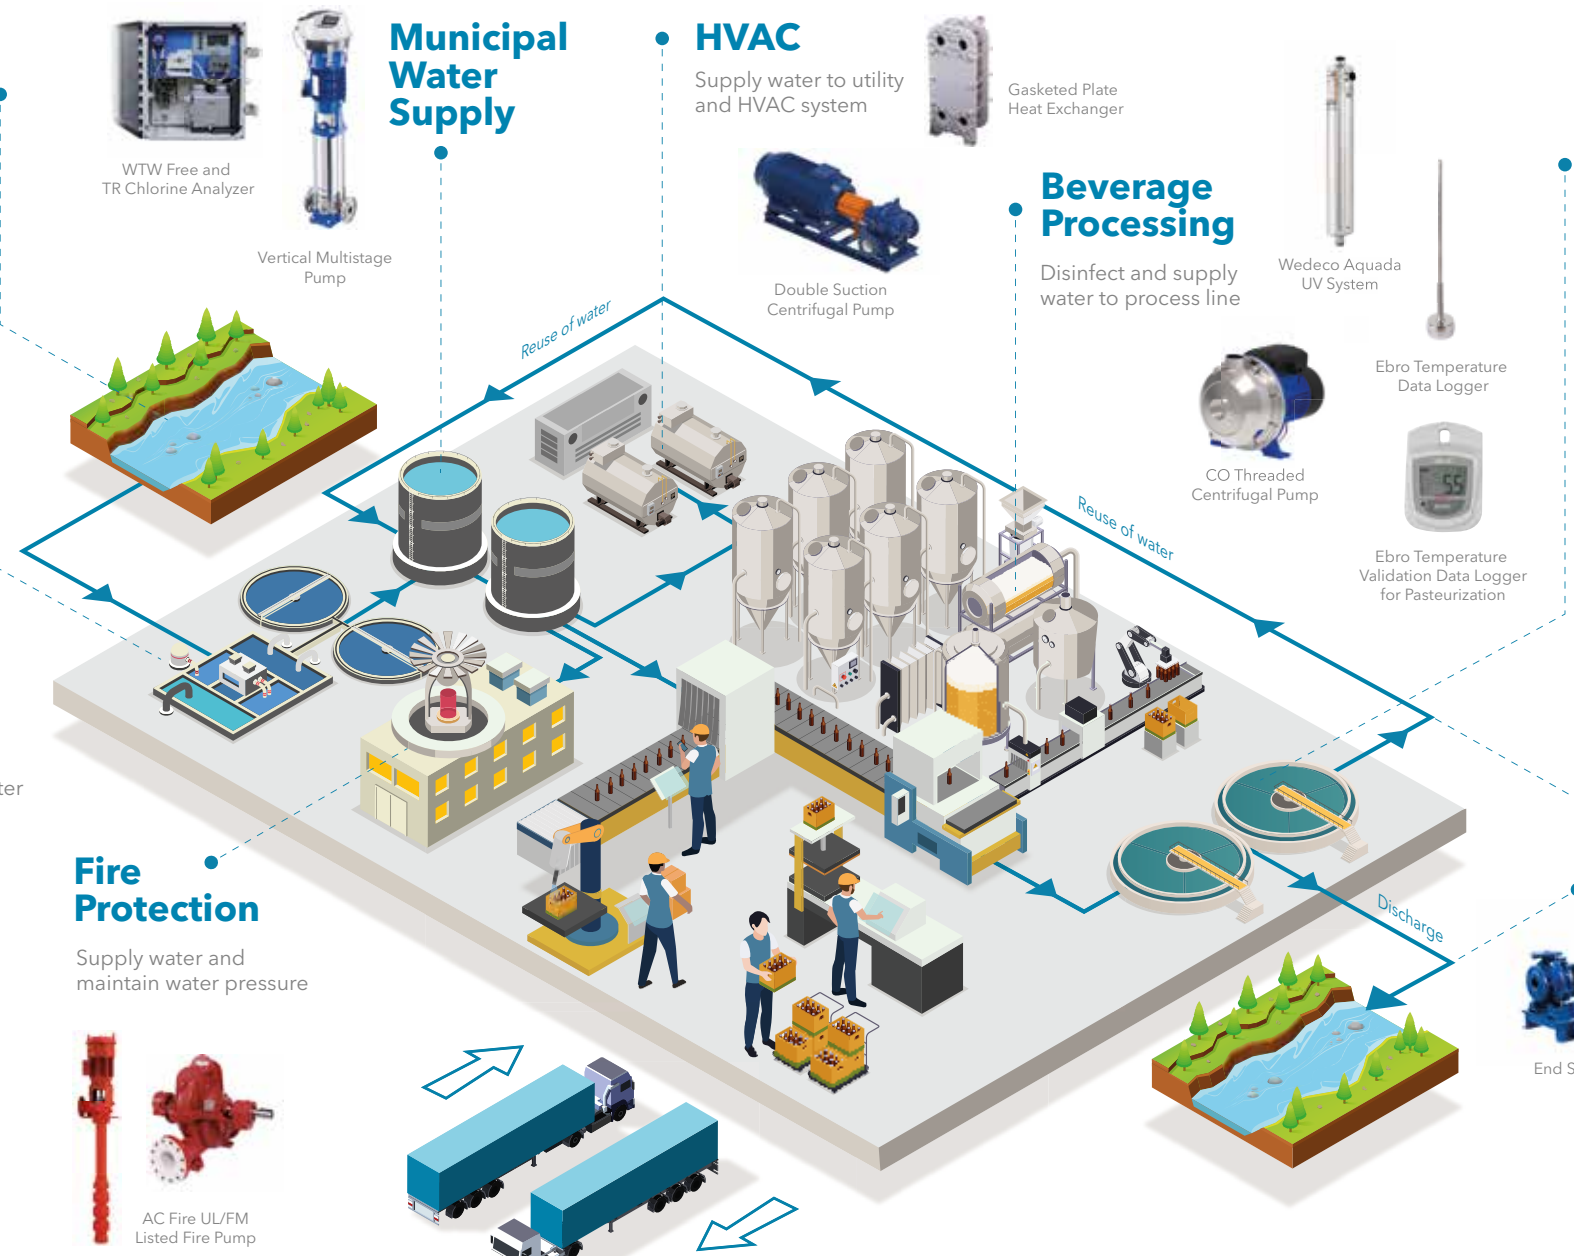 Municipal
Water
Supply
WTW Free and
TR Chlorine Analyzer
Vertical Multistage
Pump
HVAC
Supply water to utility
and HVAC system
Gasketed Plate
Heat Exchanger
Double Suction
Centrifugal Pump
Beverage
Processing
Disinfect and supply
water to process line
Wedeco Aquada
UV System
Ebro Temperature
Data Logger
CO Threaded
Centrifugal Pump
55
Ebro Temperature
Validation Data Logger
for Pasteurization
Reuse of water
Reuse of water
Discharge
ter
Fire
Protection
Supply water and
maintain water pressure
AC Fire UL/FM
Listed Fire Pump
End S